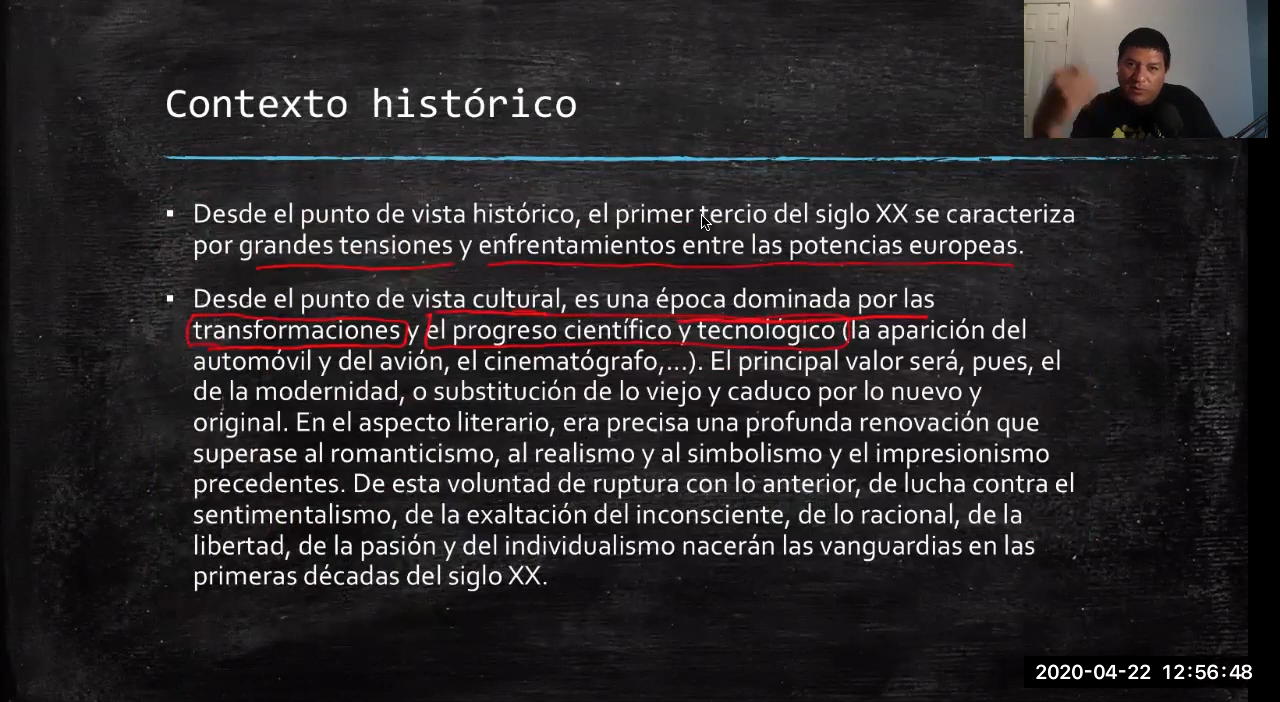 Contexto histórico
▪ Desde el punto de vista histórico, el primer tercio del siglo XX se caracteriza
por grandes tensiones y enfrentamientos entre las potencias europeas.
▪ Desde el punto de vista cultural, es una época dominada por las
transformaciones y el progreso científico y tecnológico (la aparición del
automóvil y del avión, el cinematógrafo,...). El principal valor será, pues, el
de la modernidad, o substitución de lo viejo y caduco por lo nuevo y
original. En el aspecto literario, era precisa una profunda renovación que
superase al romanticismo, al realismo y al simbolismo y el impresionismo
precedentes. De esta voluntad de ruptura con lo anterior, de lucha contra el
sentimentalismo, de la exaltación del inconsciente, de lo racional, de la
libertad, de la pasión y del individualismo nacerán las vanguardias en las
primeras décadas del siglo XX.
2020-04-22 12:56:48